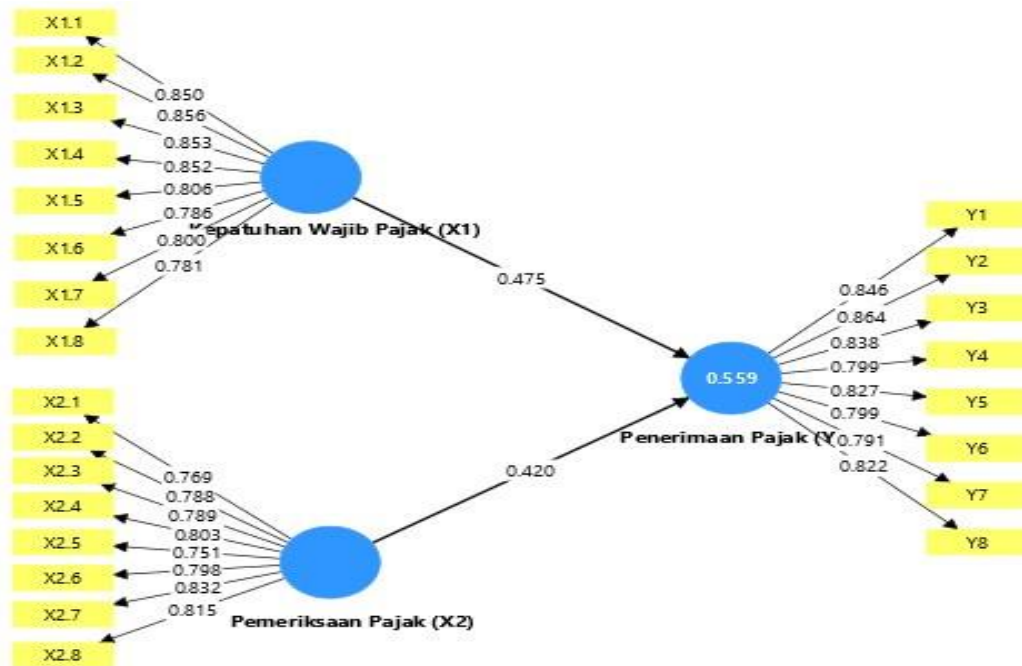 X1.1
X1.2
X1.3
X1.4
X1.5
X1.6
X1.7
X1.8
0.850
0.856
0.853
0.852
0.806
0.786
0.800
0.781
Kepatuhan Wajib Pajak (X1)
0.475
X2.1
X2.2
X2.3
X2.4
X2.5
X2.6
X2.7
X2.8
0.769
0.788
0.789
0.803
0.751
0.798
0.832
0.815
Pemeriksaan Pajak (X2)
0.420
0.559
Penerimaan Pajak (Y
0.846
0.864
0.838
0.799
0.827
0.799
0.791
0.822
Y1
Y2
Y3
Y4
Y5
Y6
Y7
Y8